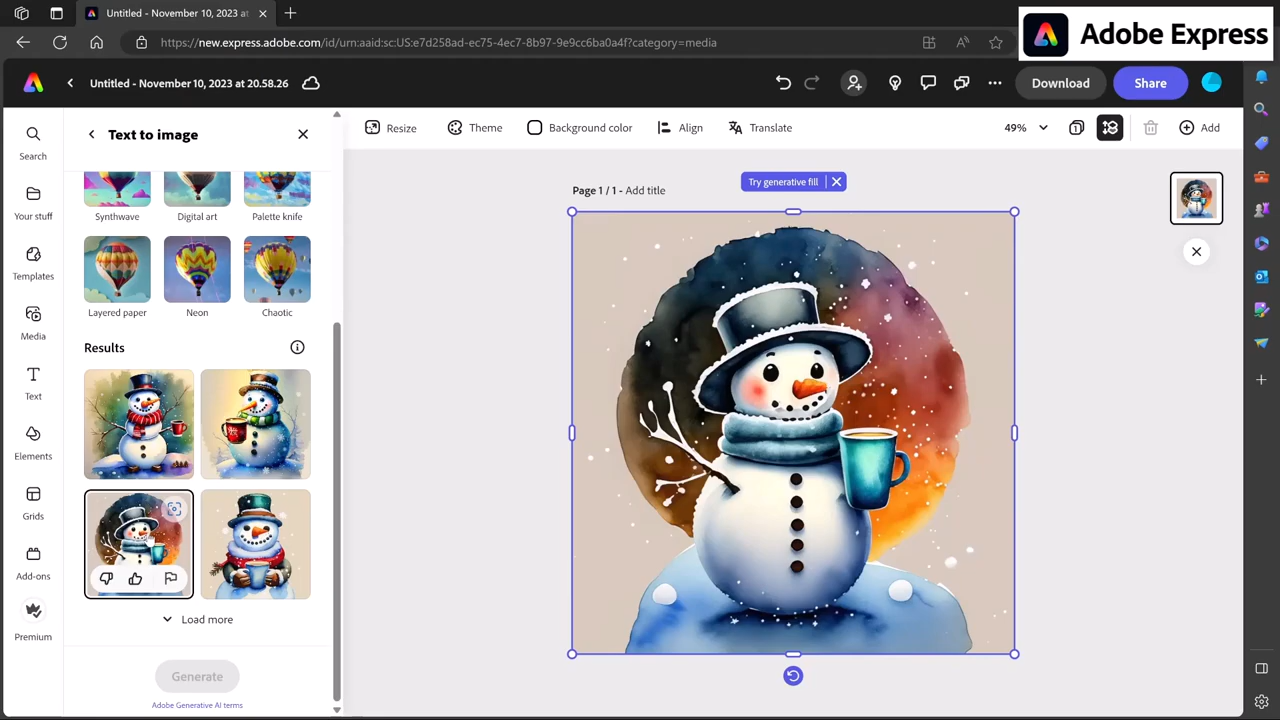 Untitled - November 10, 2023 at
Adobe Express
https://new.express.adobe.com/id/urn:aaid:sc:US:e7d258ad-ec75-4ec7-8b97-9e9cc6ba0a4f?category=media
Untitled - November 10, 2023 at 20.58.26
Download
Share
Search
Your stuff
Templates
Media
Text
Elements
Grids
Add-ons
Premium
Text to image
Synthwave
Digital art
Palette knife
Layered paper
Neon
Chaotic
Results
Load more
Generate
Adobe Generative AI terms
Resize
Theme
Background color
Align
Translate
49%
1
Add
Page 1 / 1 - Add title
Try generative fill